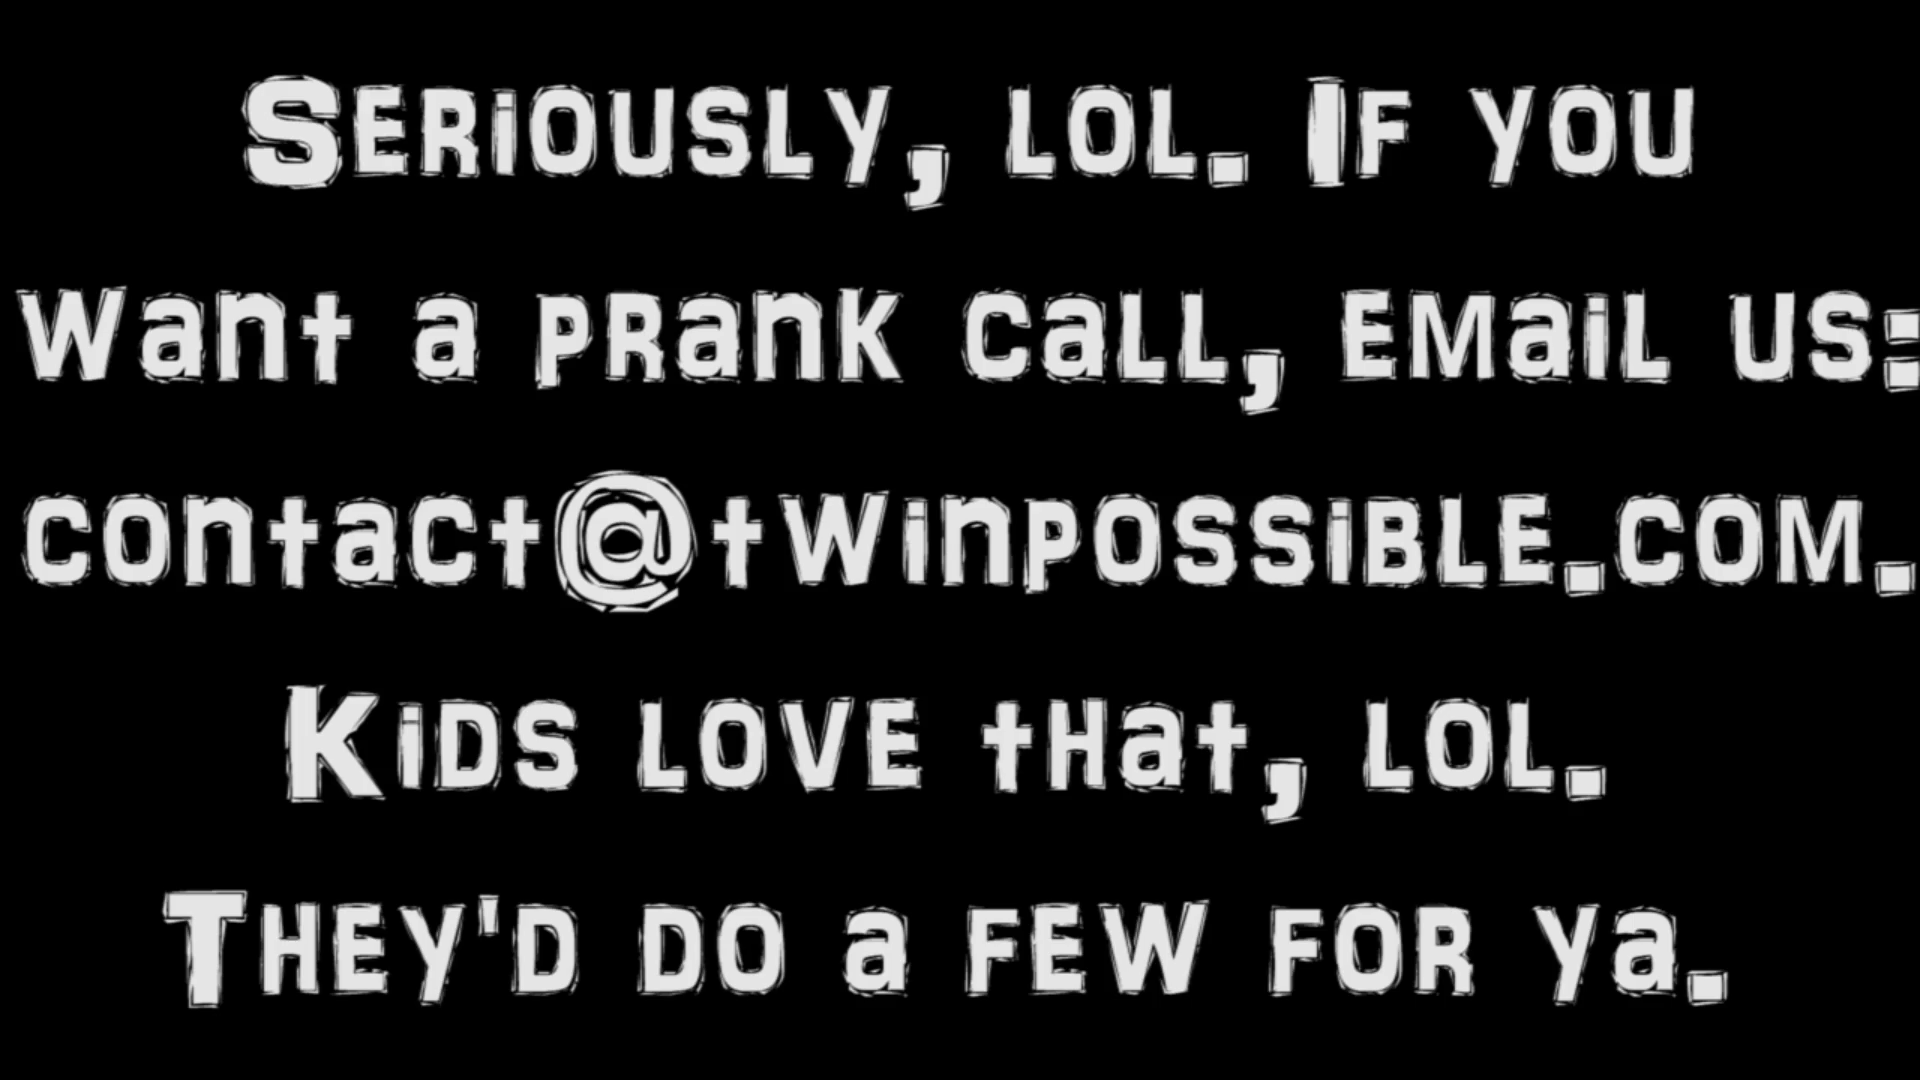 Seriously, lol. If you
want a prank call, email us:
contact@twinpossible.com.
Kids love that, lol.
They'd do a few for ya.